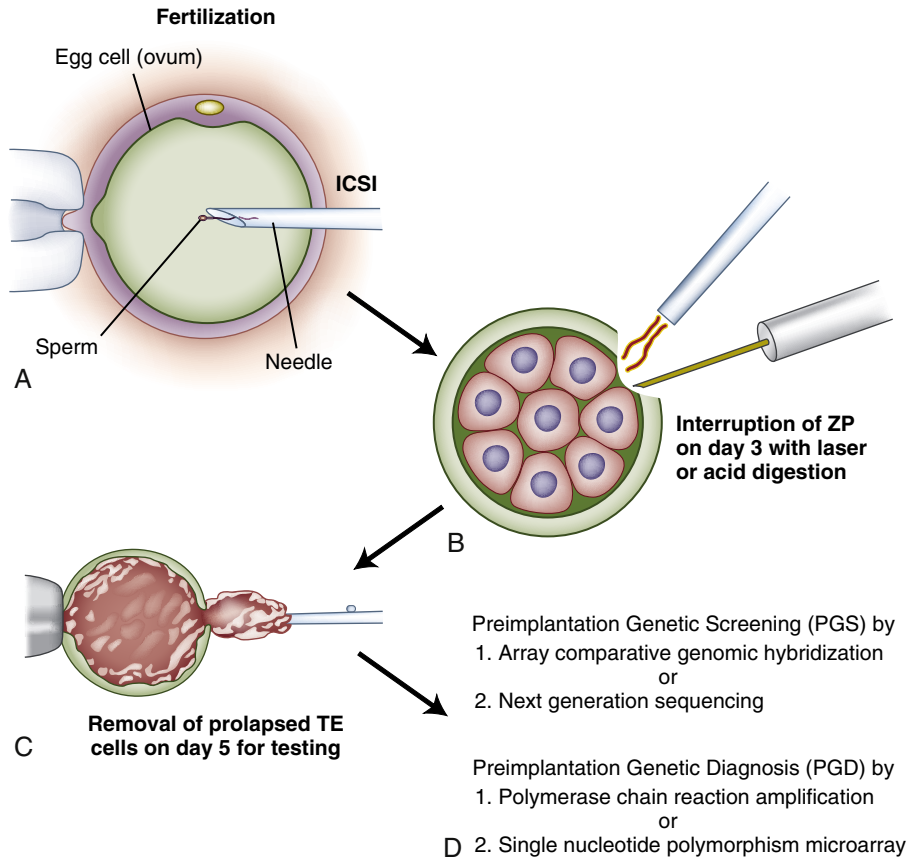 Fertilization
Egg cell (ovum)
ICSI
Sperm
Needle
A
Interruption of ZP
on day 3 with laser
or acid digestion
B
Removal of prolapsed TE
cells on day 5 for testing
C
Preimplantation Genetic Screening (PGS) by
1. Array comparative genomic hybridization
or
2. Next generation sequencing
Preimplantation Genetic Diagnosis (PGD) by
1. Polymerase chain reaction amplification
or
2. Single nucleotide polymorphism microarray
D